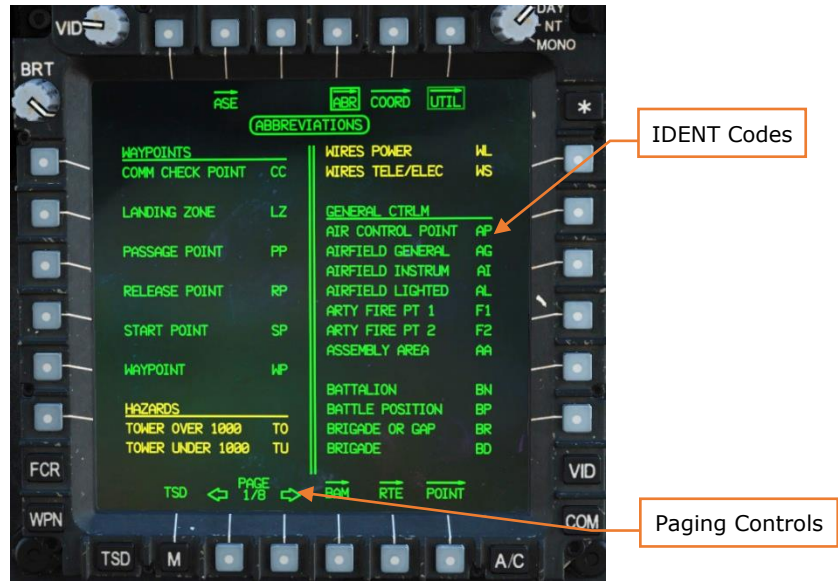 DAY
VID
NT
MONO
BRT
ASE ABR COORD UTIL
*
ABBREVIATIONS
IDENT Codes
WAYPOINTS
COMM CHECK POINT CC
LANDING ZONE LZ
PASSAGE POINT PP
RELEASE POINT RP
START POINT SP
WAYPOINT WP
HAZARDS
TOWER OVER 1000 TO
TOWER UNDER 1000 TU
WIRES POWER WL
WIRES TELE/ELEC WS
GENERAL CTRLM
AIR CONTROL POINT AP
AIRFIELD GENERAL AG
AIRFIELD INSTRUM AI
AIRFIELD LIGHTED AL
ARTY FIRE PT 1 F1
ARTY FIRE PT 2 F2
ASSEMBLY AREA AA
BATTALION BN
BATTLE POSITION BP
BRIGADE OR GAP BR
BRIGADE BD
FCR
VID
PAGE
TSD 1/8 BAM RTE POINT
WPN
COM
Paging Controls
TSD M A/C